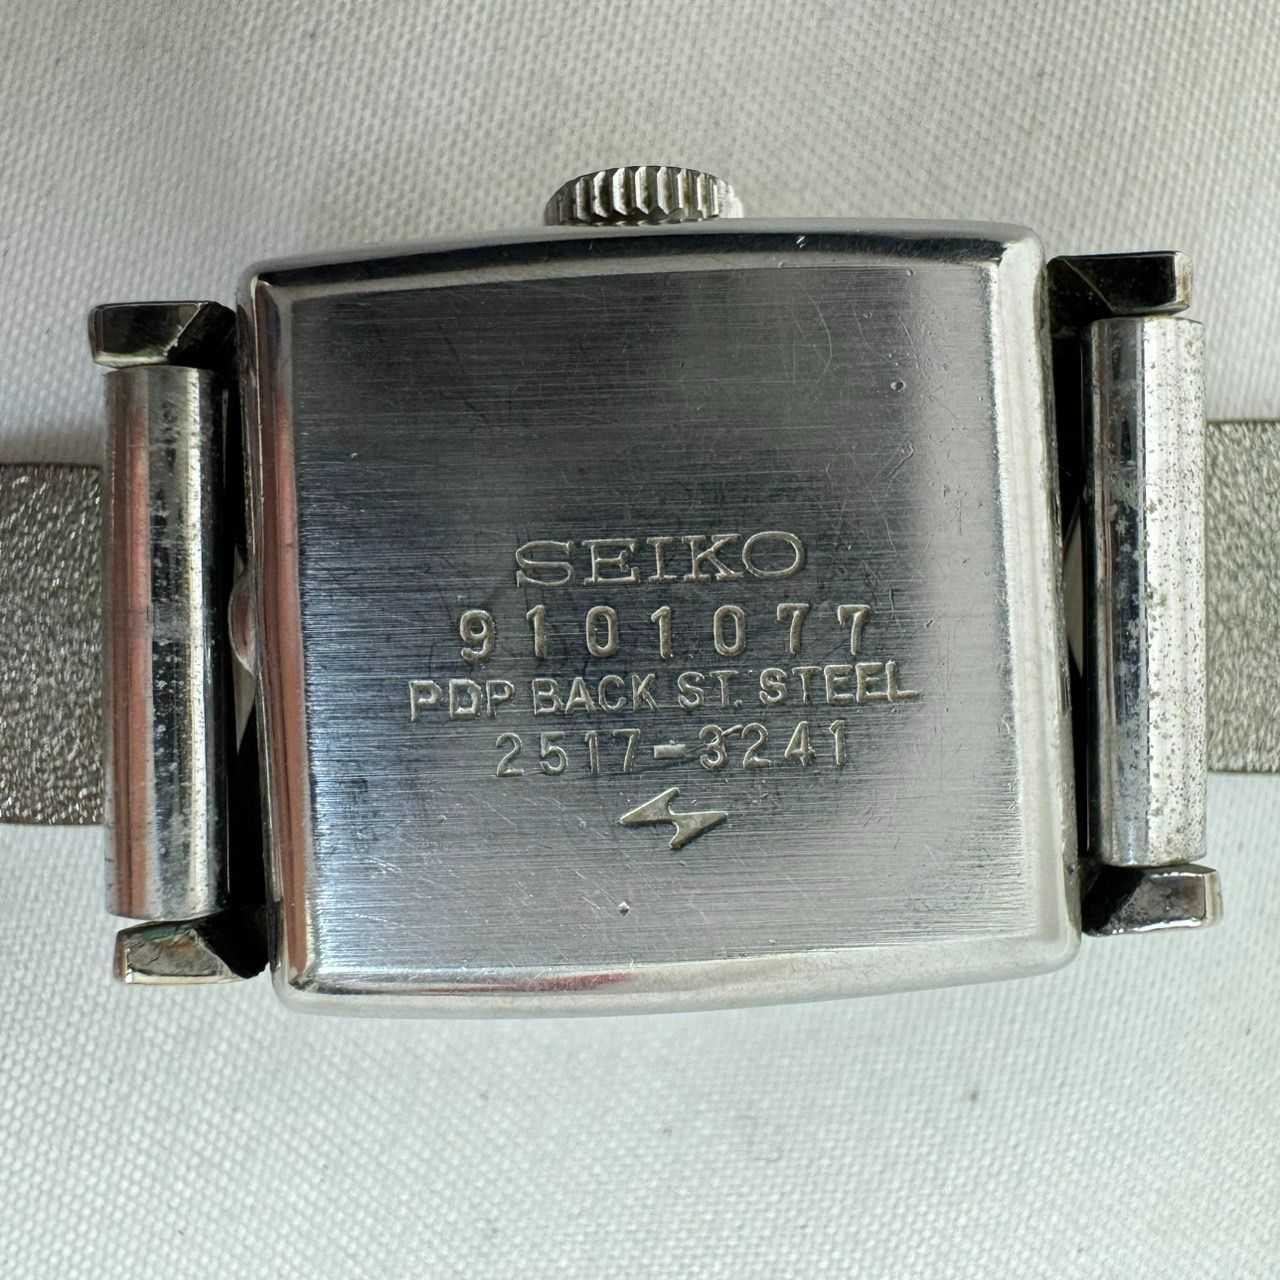 SEIKO
9101077
PDP BACK ST. STEEL
2517-3241